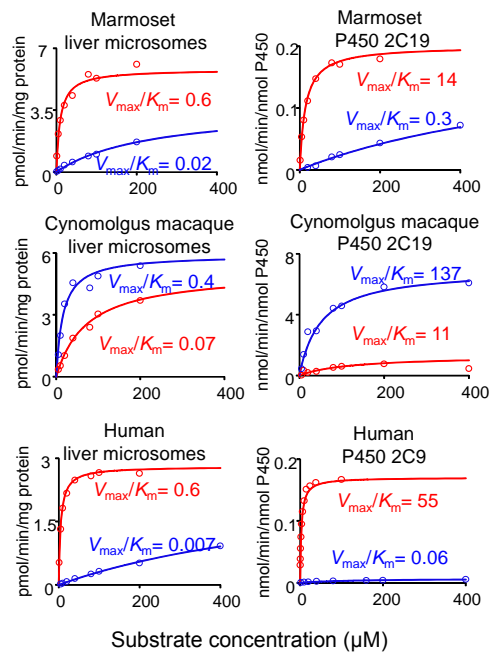 Marmoset
liver microsomes
pmol/min/mg protein
7
3.5
0
Vmax/Km= 0.6
Vmax/Km= 0.02
0 200 400
Marmoset
P450 2C19
nmol/min/nmol P450
0.2
0.1
0
Vmax/Km= 14
Vmax/Km= 0.3
0 200 400
Cynomolgus macaque
liver microsomes
pmol/min/mg protein
6
3
0
Vmax/Km= 0.4
Vmax/Km= 0.07
0 200 400
Cynomolgus macaque
P450 2C19
nmol/min/nmol P450
8
4
0
Vmax/Km= 137
Vmax/Km= 11
0 200 400
Human
liver microsomes
pmol/min/mg protein
3
1.5
0
Vmax/Km= 0.6
Vmax/Km= 0.007
0 200 400
Human
P450 2C9
nmol/min/nmol P450
0.2
0.1
0
Vmax/Km= 55
Vmax/Km= 0.06
0 200 400
Substrate concentration (µM)